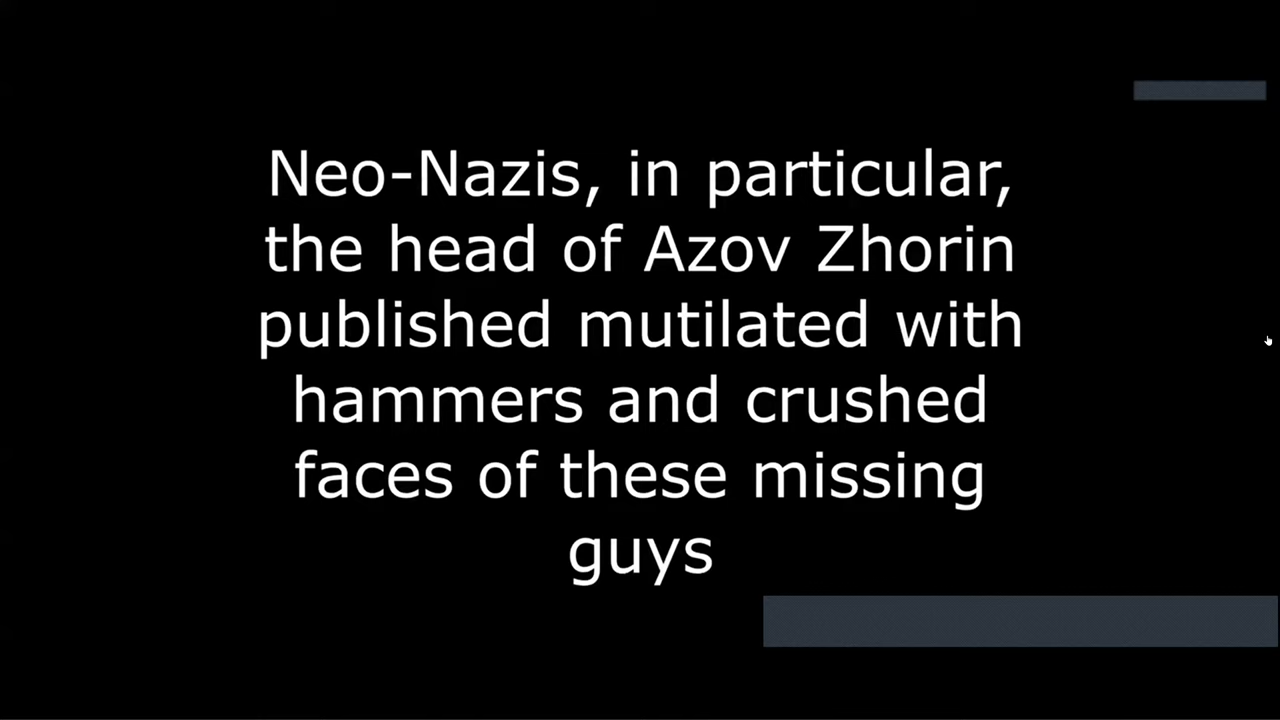 Neo-Nazis, in particular,
the head of Azov Zhorin
published mutilated with
hammers and crushed
faces of these missing
guys